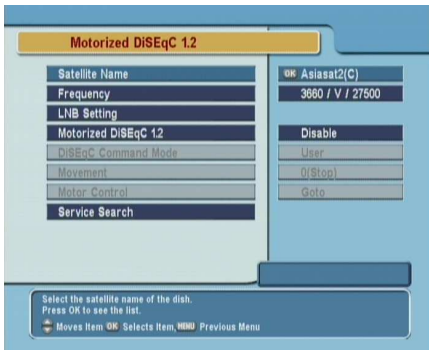 Motorized DiSEqC 1.2
Satellite Name OK Asiasat2(C)
Frequency 3660 / V / 27500
LNB Setting
Motorized DiSEqC 1.2 Disable
DiSEqC Command Mode User
Movement 0(Stop)
Motor Control Goto
Service Search
Select the satellite name of the dish.
Press OK to see the list.
Moves Item OK Selects Item, MENU Previous Menu